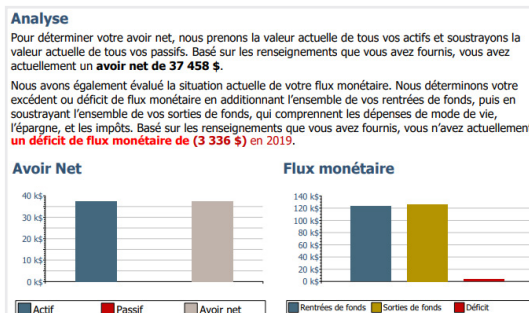 Analyse
Pour déterminer votre avoir net, nous prenons la valeur actuelle de tous vos actifs et soustrayons la
valeur actuelle de tous vos passifs. Basé sur les renseignements que vous avez fournis, vous avez
actuellement un avoir net de 37 458 $.
Nous avons également évalué la situation actuelle de votre flux monétaire. Nous déterminons votre
excédent ou déficit de flux monétaire en additionnant l'ensemble de vos rentrées de fonds, puis en
soustrayant l'ensemble de vos sorties de fonds, qui comprennent les dépenses de mode de vie,
l'épargne, et les impôts. Basé sur les renseignements que vous avez fournis, vous n'avez actuellement
un déficit de flux monétaire de (3 336 $) en 2019.
Avoir Net
40 k$
30 k$
20 k$
10 k$
0 k$
Actif Passif Avoir net
Flux monétaire
140 k$
120 k$
100 k$
80 k$
60 k$
40 k$
20 k$
0 k$
Rentrées de fonds Sorties de fonds Déficit